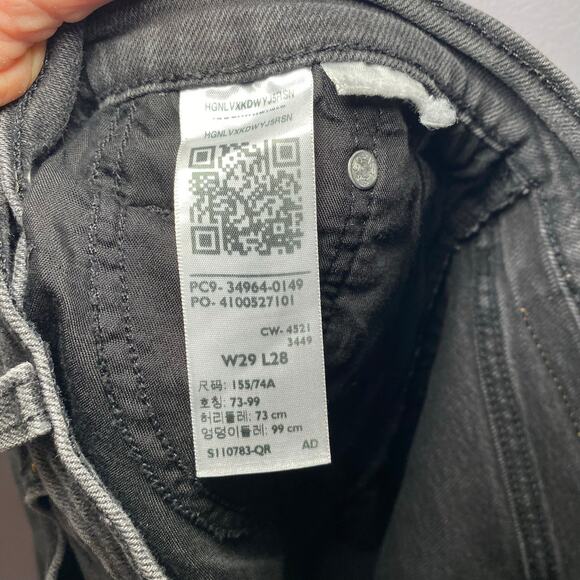 HGNLVXKDWYJ5RSN
HGNLVXKDWYJ5RSN
PC9- 34964-0149
PO- 4100527101
CW- 4521
3449
W29 L28
尺码: 155/74A
호칭: 73-99
허리둘레: 73 cm
엉덩이둘레: 99 cm
S110783-QR AD